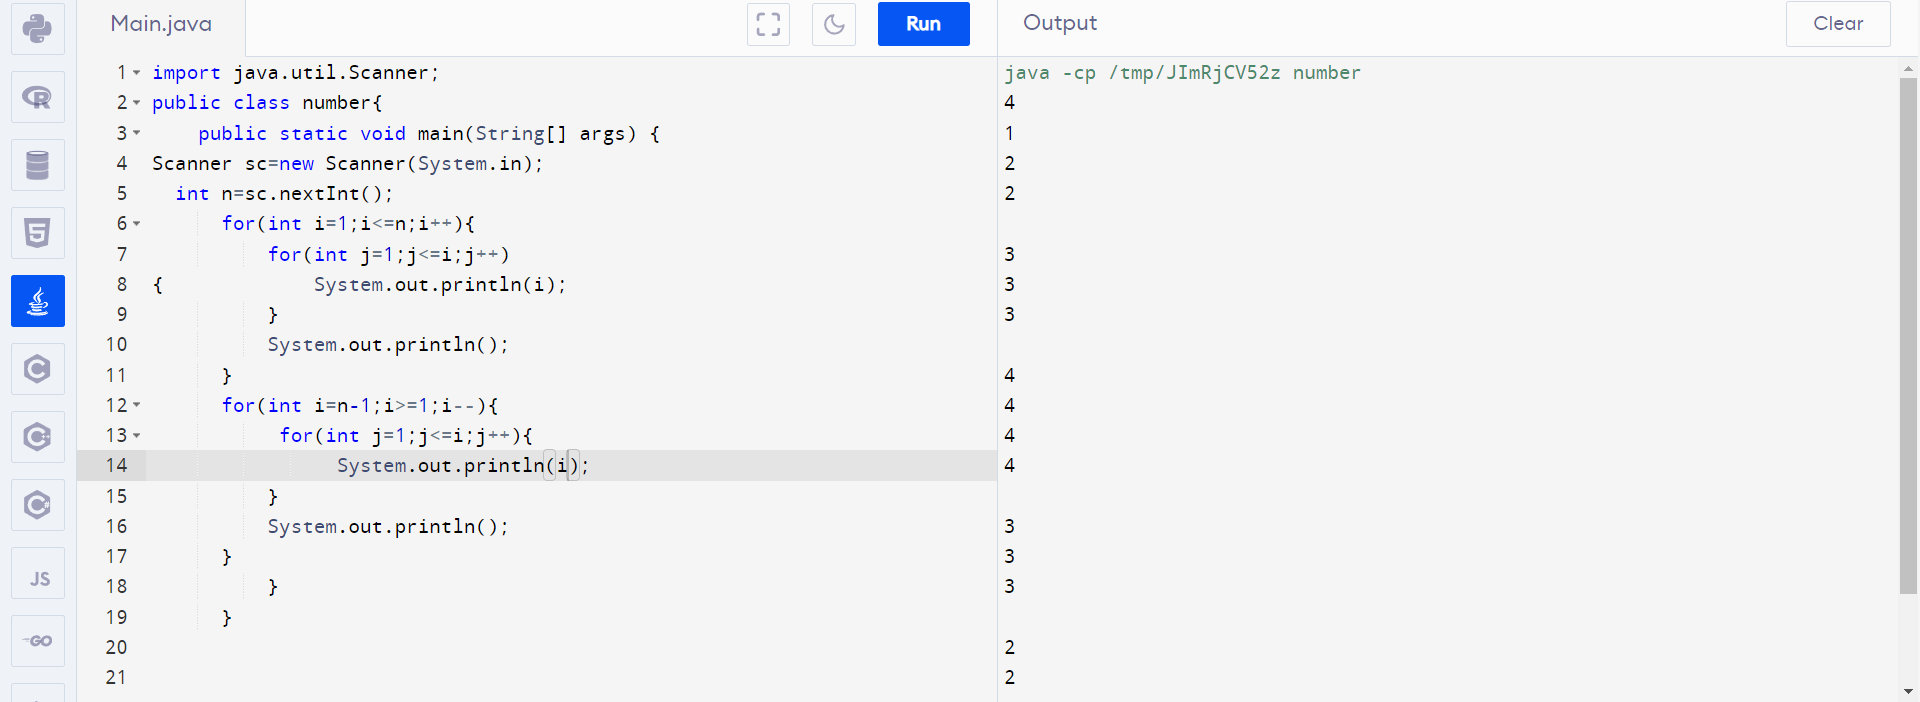 Main.java
Run
Output
Clear
1 import java.util.Scanner;
2 public class number{
3 public static void main(String[] args) {
4 Scanner sc=new Scanner(System.in);
5 int n=sc.nextInt();
6 for(int i=1;i<=n;i++){
7 for(int j=1;j<=i;j++)
8 { System.out.println(i);
9 }
10 System.out.println();
11 }
12 for(int i=n-1;i>=1;i--){
13 for(int j=1;j<=i;j++){
14 System.out.println(i);
15 }
16 System.out.println();
17 }
18 }
19 }
20
21
java -cp /tmp/JImRjCV52z number
4
1
2
2
3
3
3
4
4
4
4
3
3
3
2
2
R
5
C
C++
C#
JS
GO